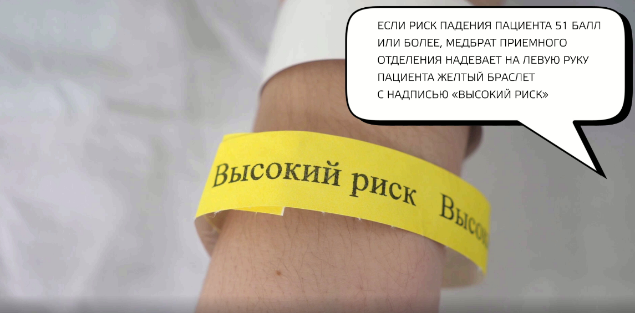 ЕСЛИ РИСК ПАДЕНИЯ ПАЦИЕНТА 51 БАЛЛ
ИЛИ БОЛЕЕ, МЕДБРАТ ПРИЕМНОГО
ОТДЕЛЕНИЯ НАДЕВАЕТ НА ЛЕВУЮ РУКУ
ПАЦИЕНТА ЖЕЛТЫЙ БРАСЛЕТ
С НАДПИСЬЮ «ВЫСОКИЙ РИСК»
Высокий риск